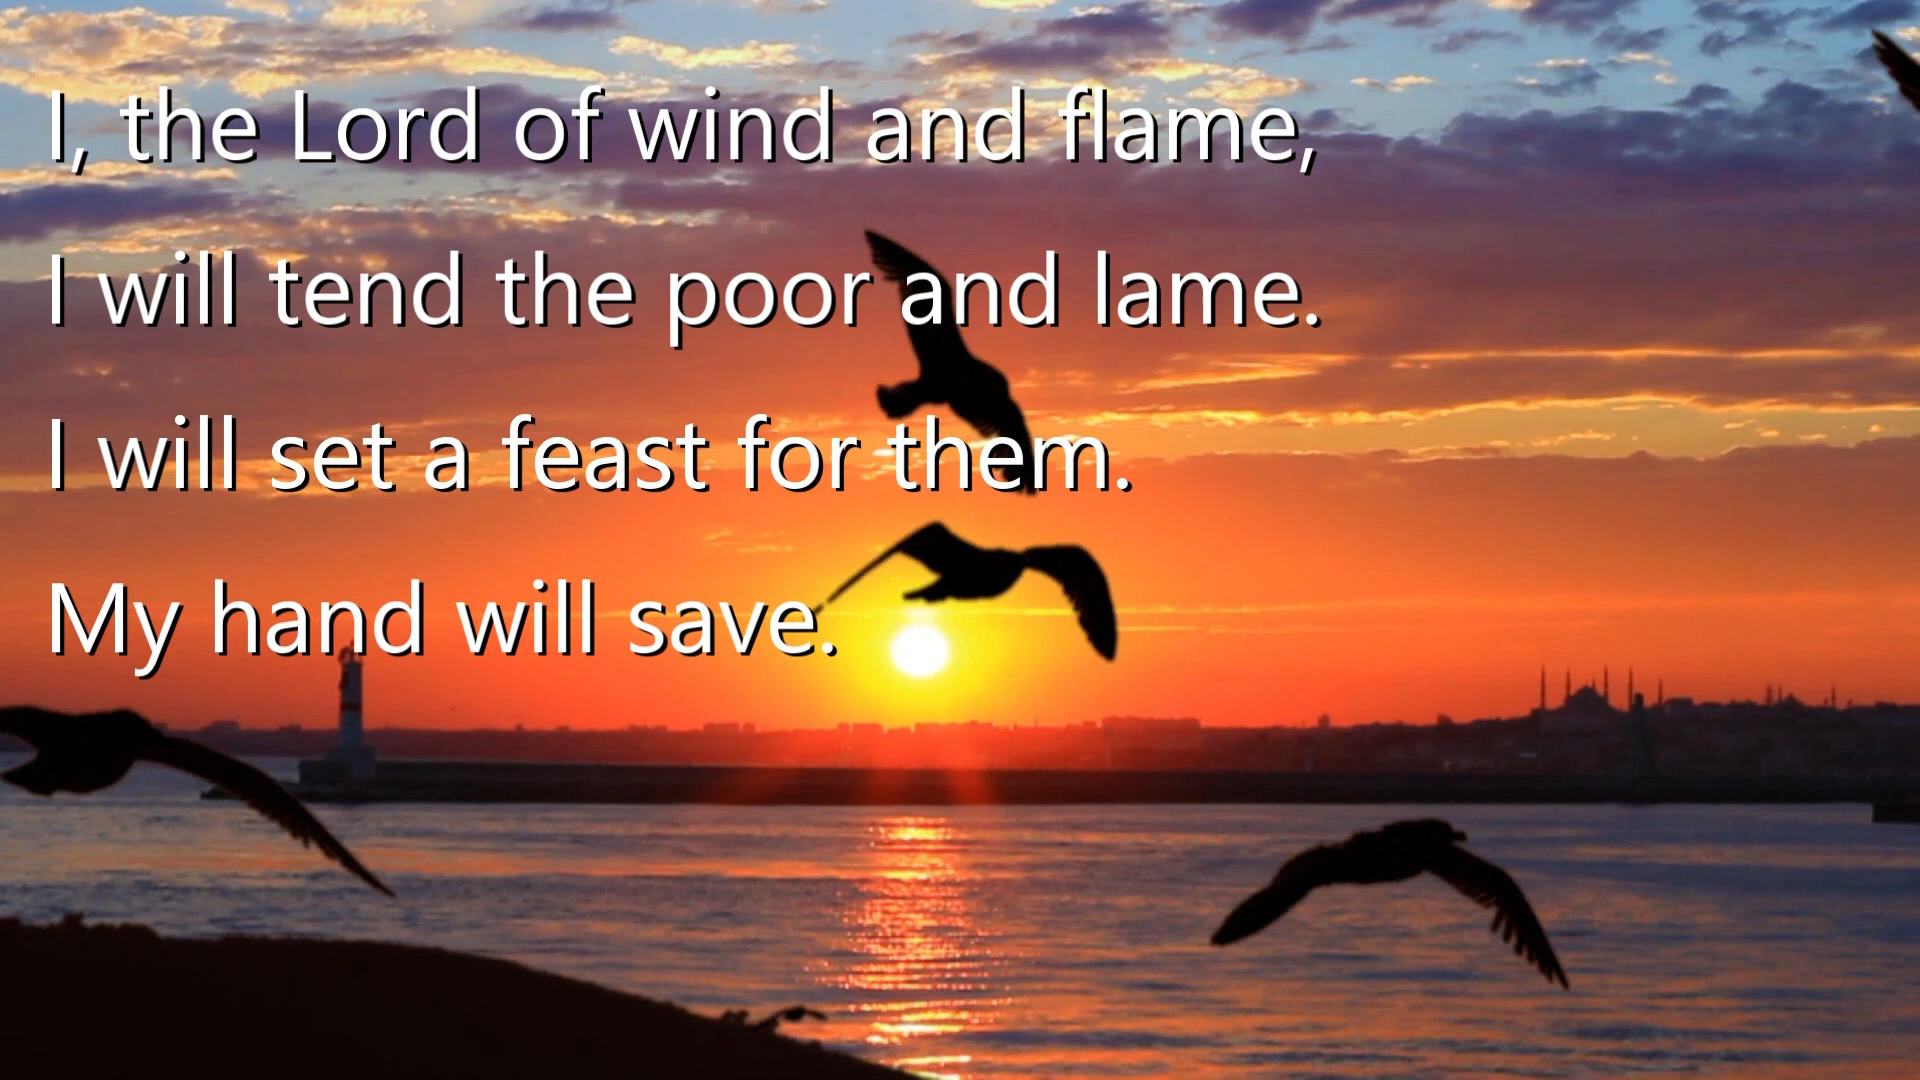 I, the Lord of wind and flame,
I will tend the poor and lame.
I will set a feast for them.
My hand will save.